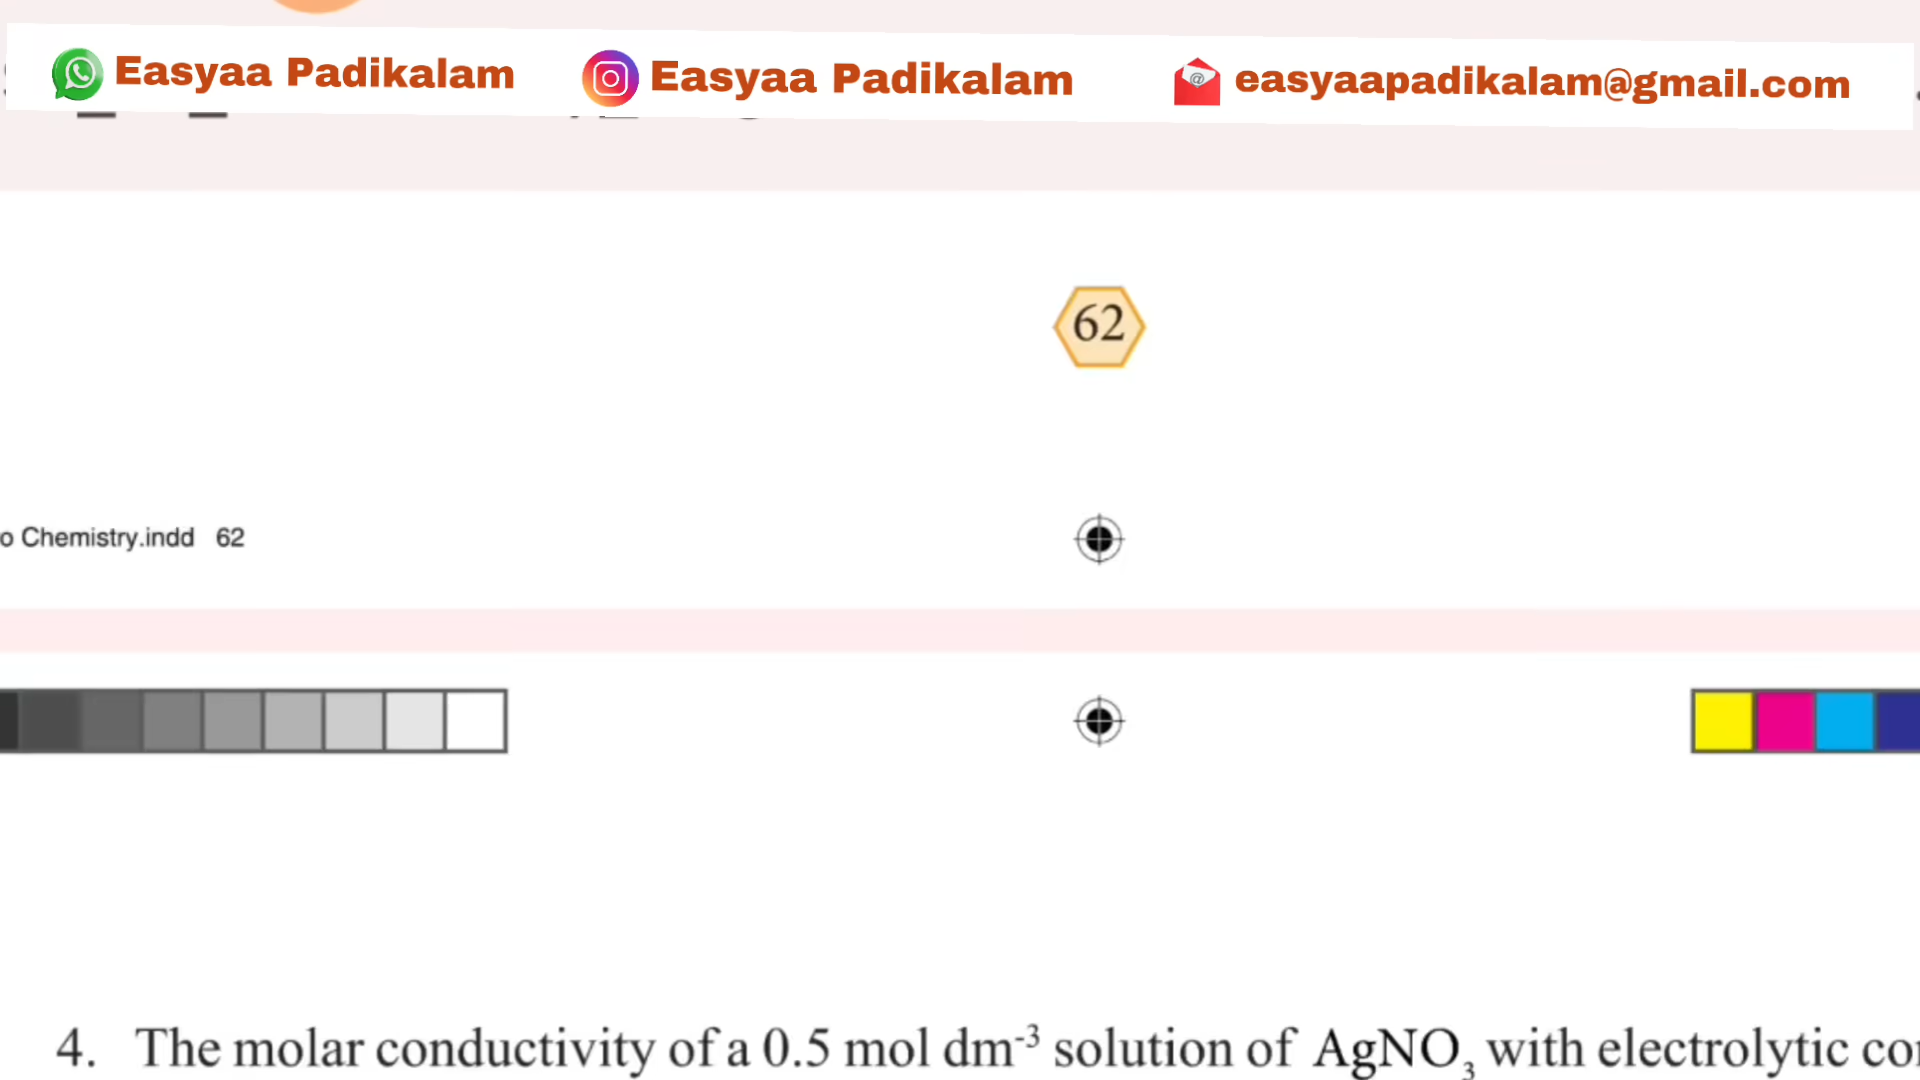 Easyaa Padikalam Easyaa Padikalam easyaapadikalam@gmail.com
62
Chemistry.indd 62
4. The molar conductivity of a 0.5 mol dm⁻³ solution of AgNO₃ with electrolytic